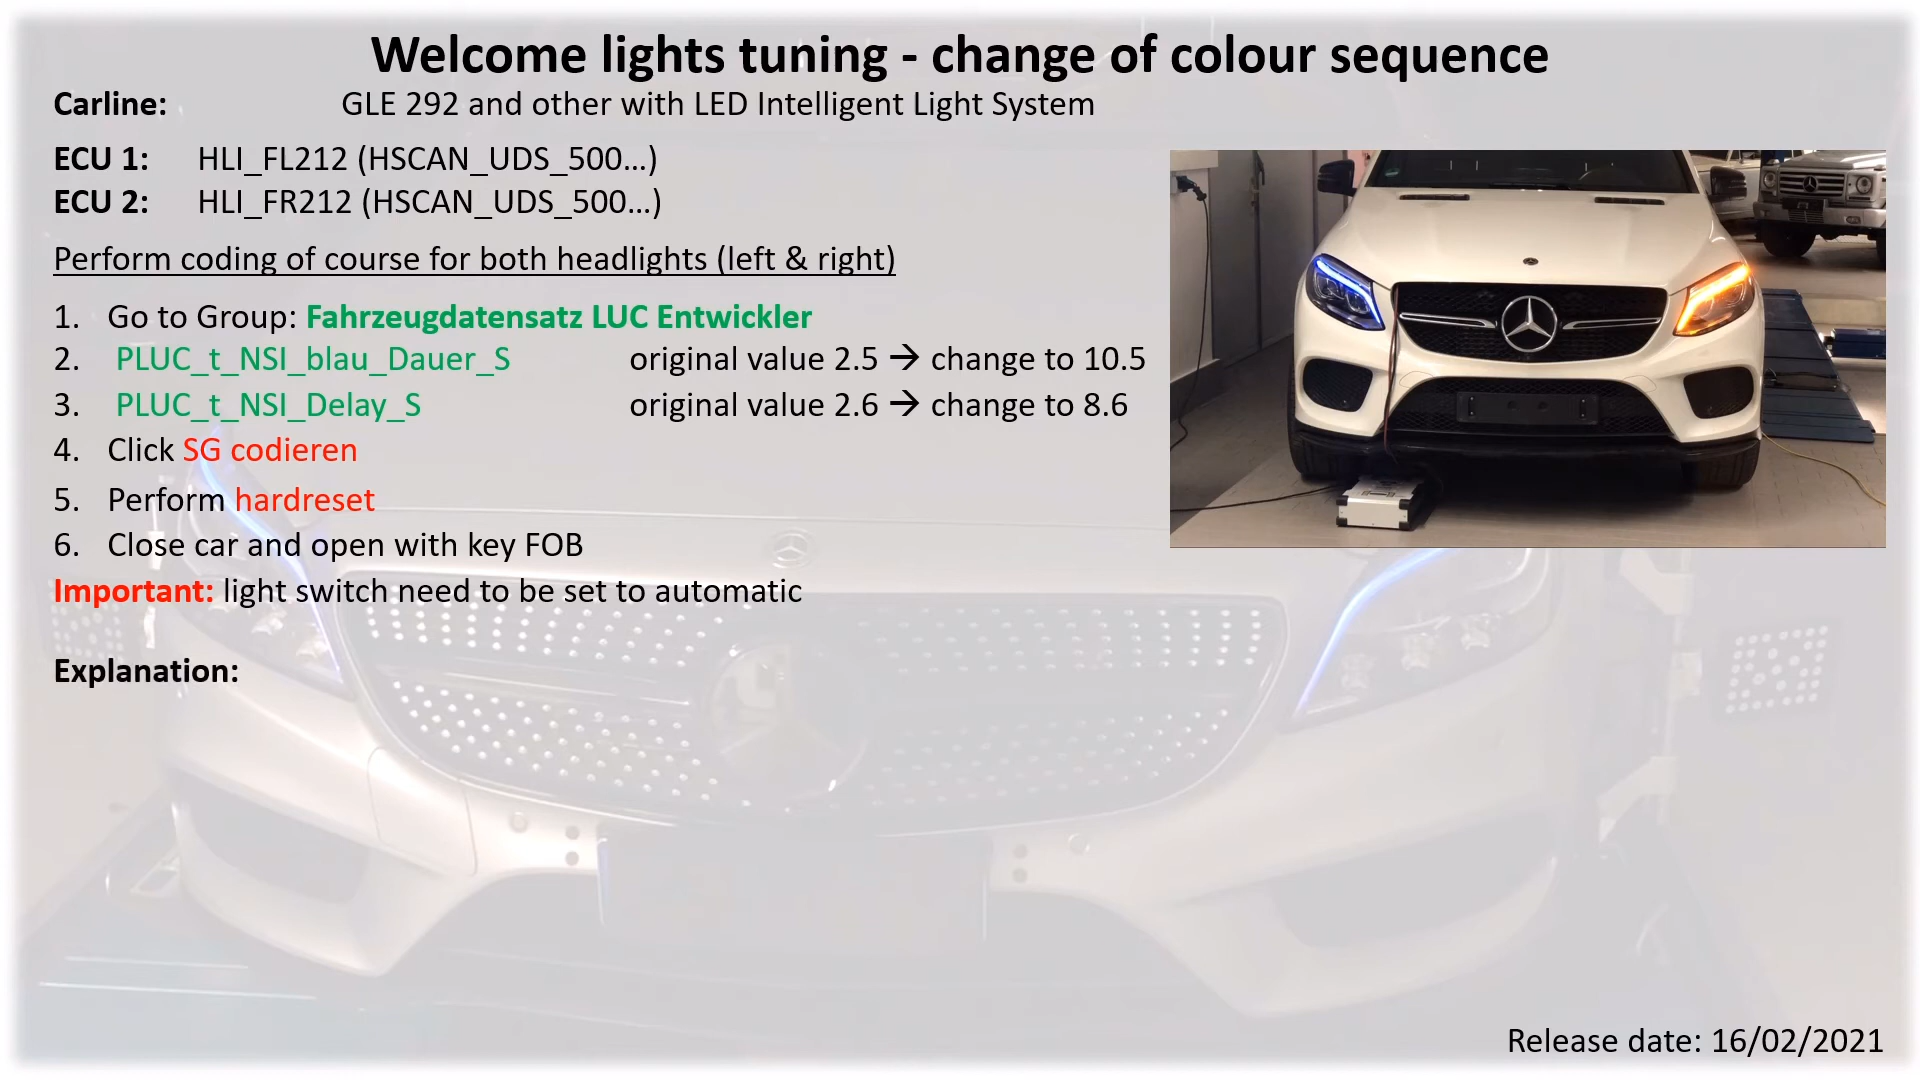 Welcome lights tuning - change of colour sequence
Carline: GLE 292 and other with LED Intelligent Light System
ECU 1: HLI_FL212 (HSCAN_UDS_500…)
ECU 2: HLI_FR212 (HSCAN_UDS_500…)
Perform coding of course for both headlights (left & right)
1. Go to Group: Fahrzeugdatensatz LUC Entwickler
2. PLUC_t_NSI_blau_Dauer_S original value 2.5 → change to 10.5
3. PLUC_t_NSI_Delay_S original value 2.6 → change to 8.6
4. Click SG codieren
5. Perform hardreset
6. Close car and open with key FOB
Important: light switch need to be set to automatic
Explanation:
Release date: 16/02/2021